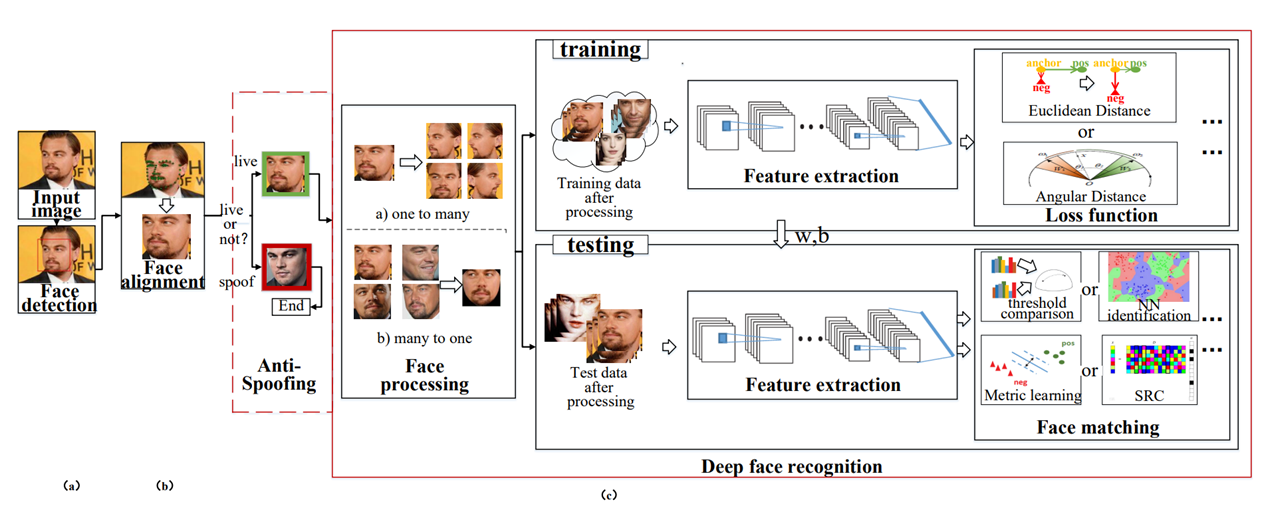 Input
image
Face
detection
Face
alignment
live
live
or
not?
spoof
End
Anti-
Spoofing
a) one to many
b) many to one
Face
processing
training
Training data
after
processing
Feature extraction
anchor pos
neg
anchor pos
neg
Euclidean Distance
or
Angular Distance
Loss function
...
...
w,b
testing
Test data
after
processing
Feature extraction
threshold
comparison
or
NN
identification
pos
neg
Metric learning
or
SRC
...
...
Face matching
Deep face recognition
(a)
(b)
(c)